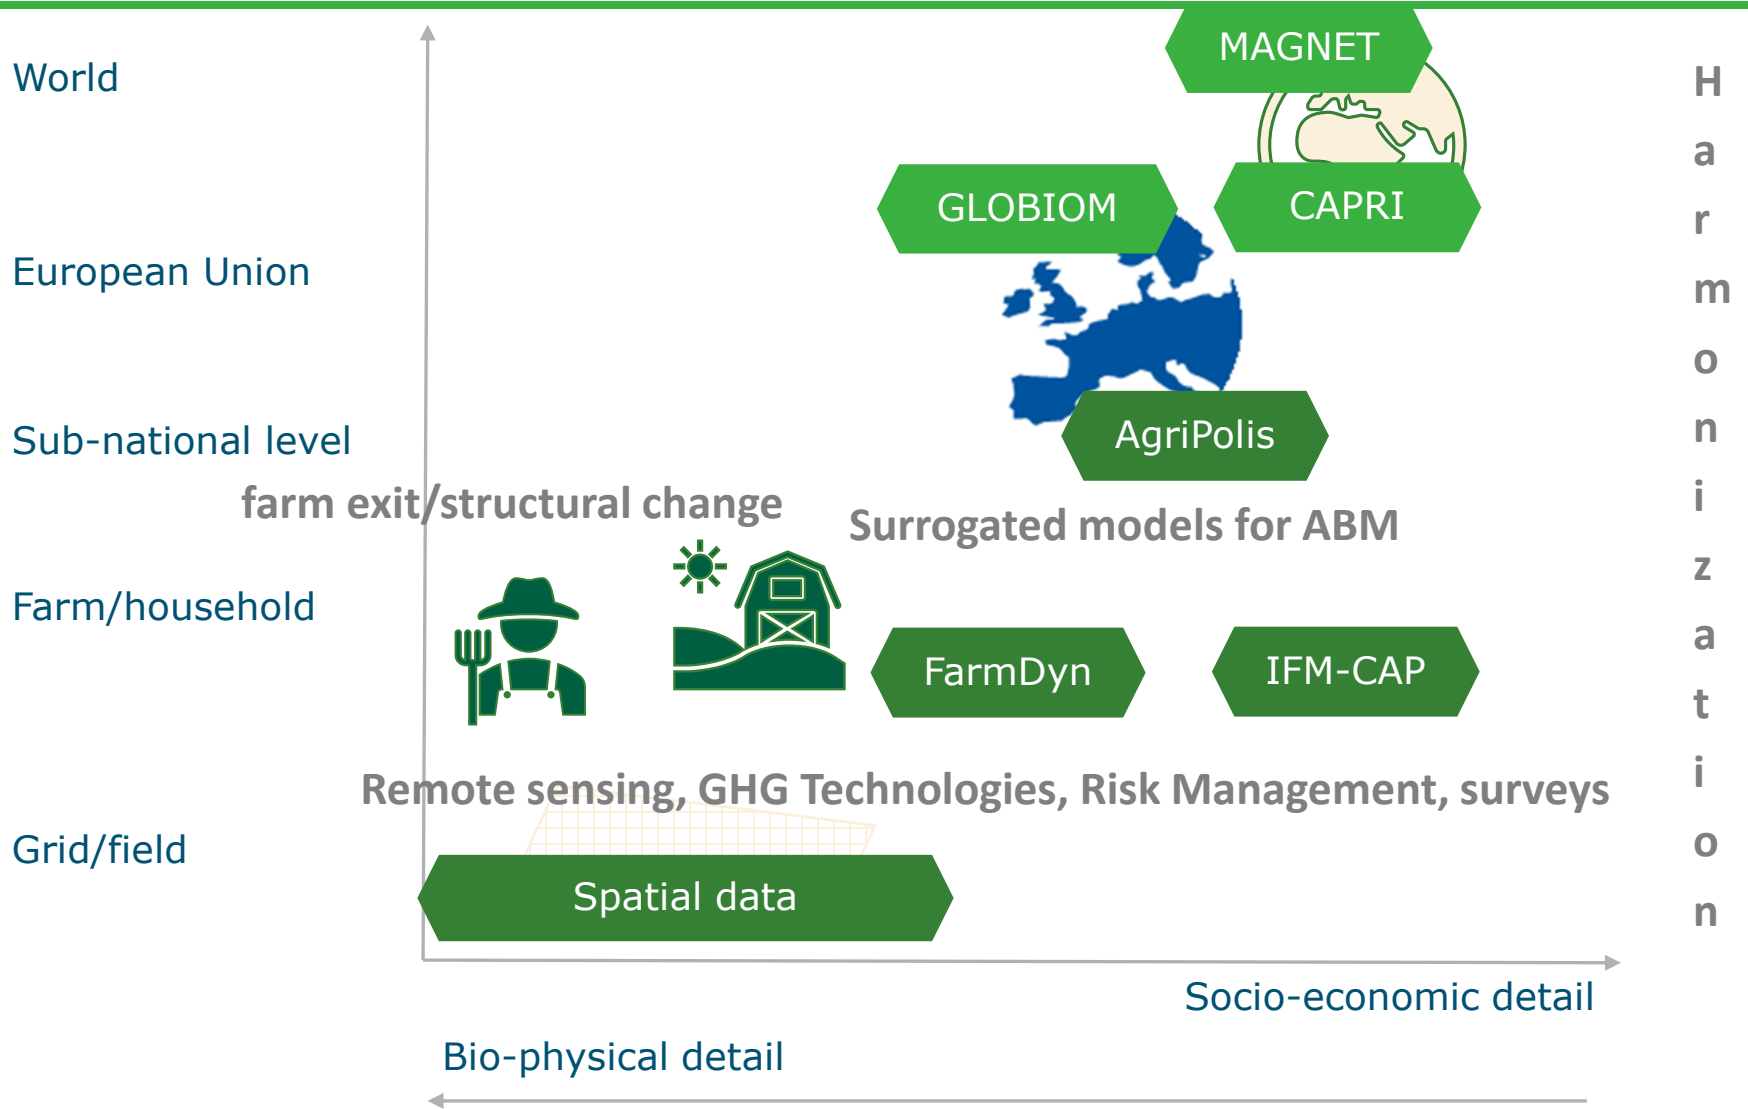 MAGNET
World
GLOBIOM
CAPRI
European Union
Sub-national level
AgriPolis
farm exit/structural change
Surrogated models for ABM
Farm/household
FarmDyn
IFM-CAP
Remote sensing, GHG Technologies, Risk Management, surveys
Grid/field
Spatial data
Socio-economic detail
Bio-physical detail
H
a
r
m
o
n
i
z
a
t
i
o
n